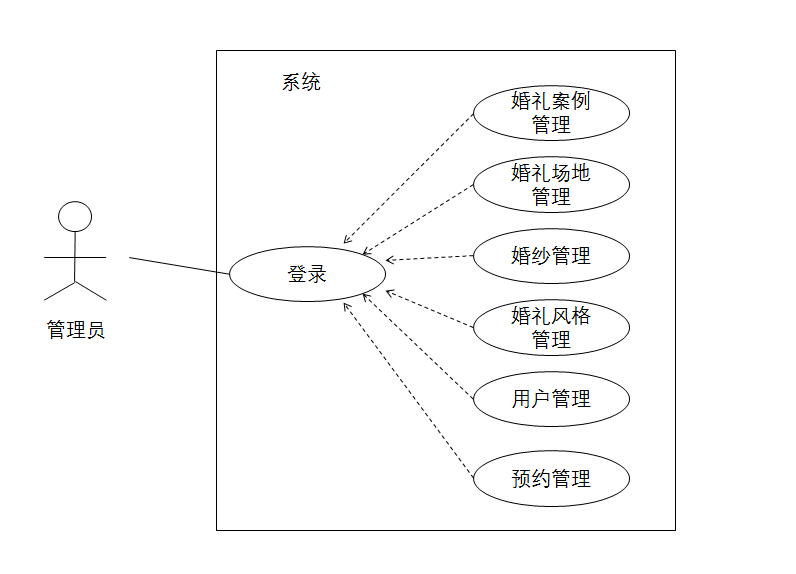 系统
婚礼案例
管理
婚礼场地
管理
婚纱管理
登录
婚礼风格
管理
管理员
用户管理
预约管理